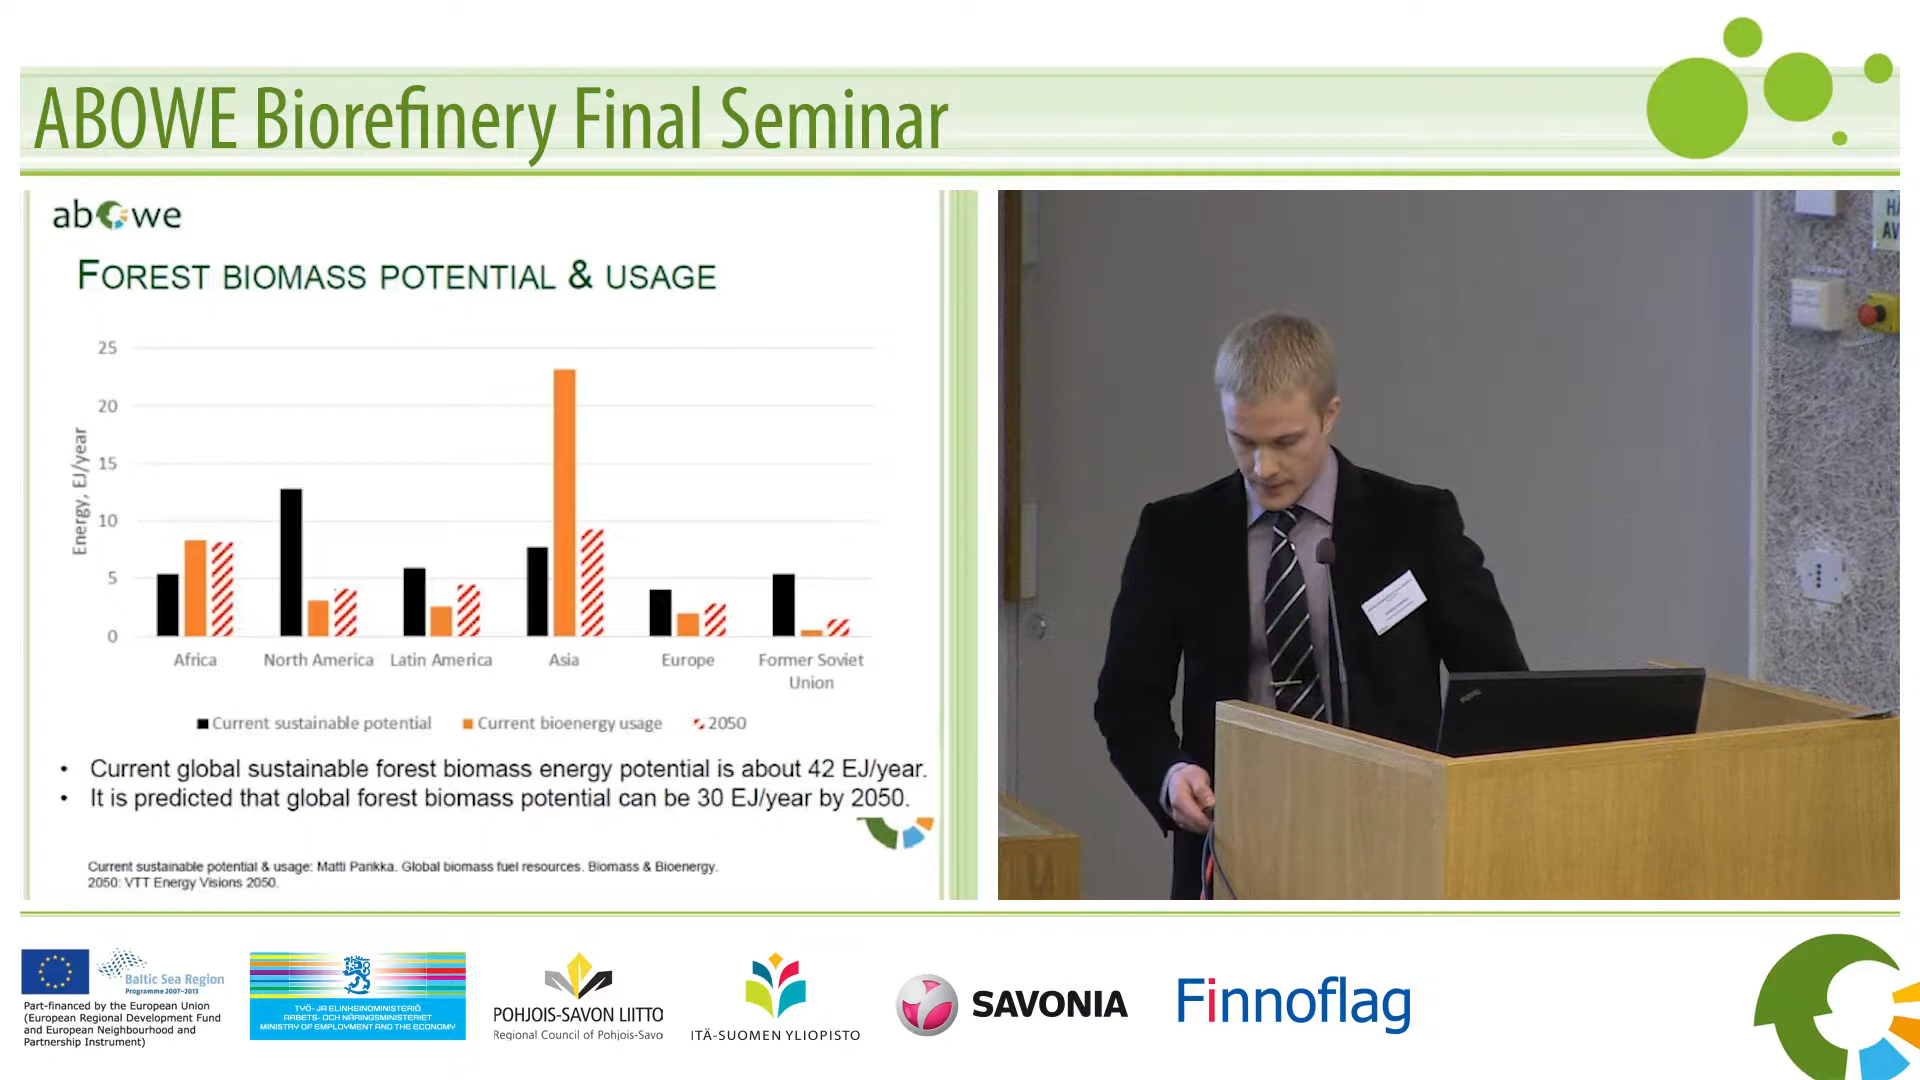 ABOWE Biorefinery Final Seminar
abowe
FOREST BIOMASS POTENTIAL & USAGE
25
20
15
10
5
0
Energy, EJ/year
Africa
North America
Latin America
Asia
Europe
Former Soviet
Union
Current sustainable potential
Current bioenergy usage
2050
• Current global sustainable forest biomass energy potential is about 42 EJ/year.
• It is predicted that global forest biomass potential can be 30 EJ/year by 2050.
Current sustainable potential & usage: Matti Parikka. Global biomass fuel resources. Biomass & Bioenergy.
2050: VTT Energy Visions 2050.
HÄ
AV
Baltic Sea Region
Programme 2007-2013
Part-financed by the European Union
(European Regional Development Fund
and European Neighbourhood and
Partnership Instrument)
TYÖ- JA ELINKEINOMINISTERIÖ
ARBETS- OCH NÄRINGSMINISTERIET
MINISTRY OF EMPLOYMENT AND THE ECONOMY
POHJOIS-SAVON LIITTO
Regional Council of Pohjois-Savo
ITÄ-SUOMEN YLIOPISTO
SAVONIA
Finnoflag